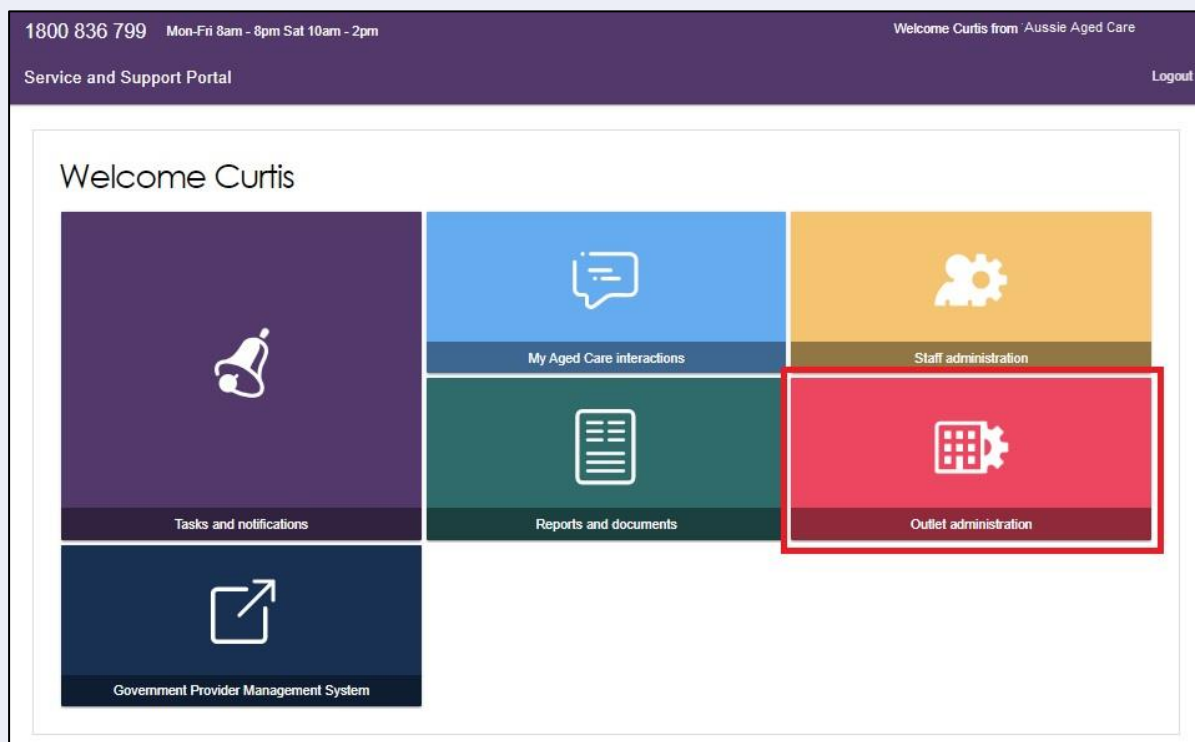 1800 836 799 Mon-Fri 8am - 8pm Sat 10am - 2pm
Welcome Curtis from 'Aussie Aged Care
Service and Support Portal
Logout
Welcome Curtis
My Aged Care interactions
Staff administration
Tasks and notifications
Reports and documents
Outlet administration
Government Provider Management System